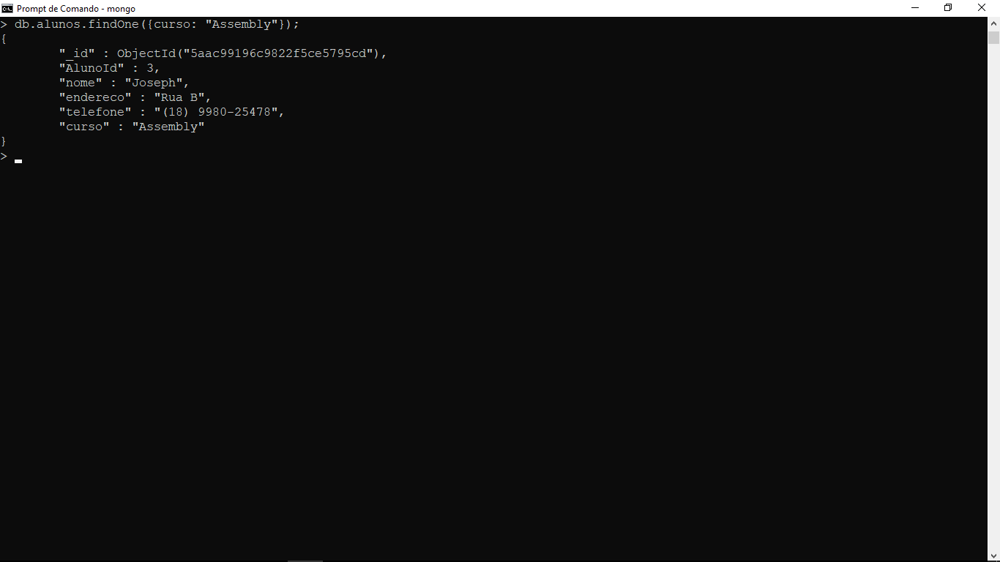 Prompt de Comando - mongo
> db.alunos.findOne({curso: "Assembly"});
{
"_id" : ObjectId("5aac99196c9822f5ce5795cd"),
"AlunoId" : 3,
"nome" : "Joseph",
"endereco" : "Rua B",
"telefone" : "(18) 9980-25478",
"curso" : "Assembly"
}
>